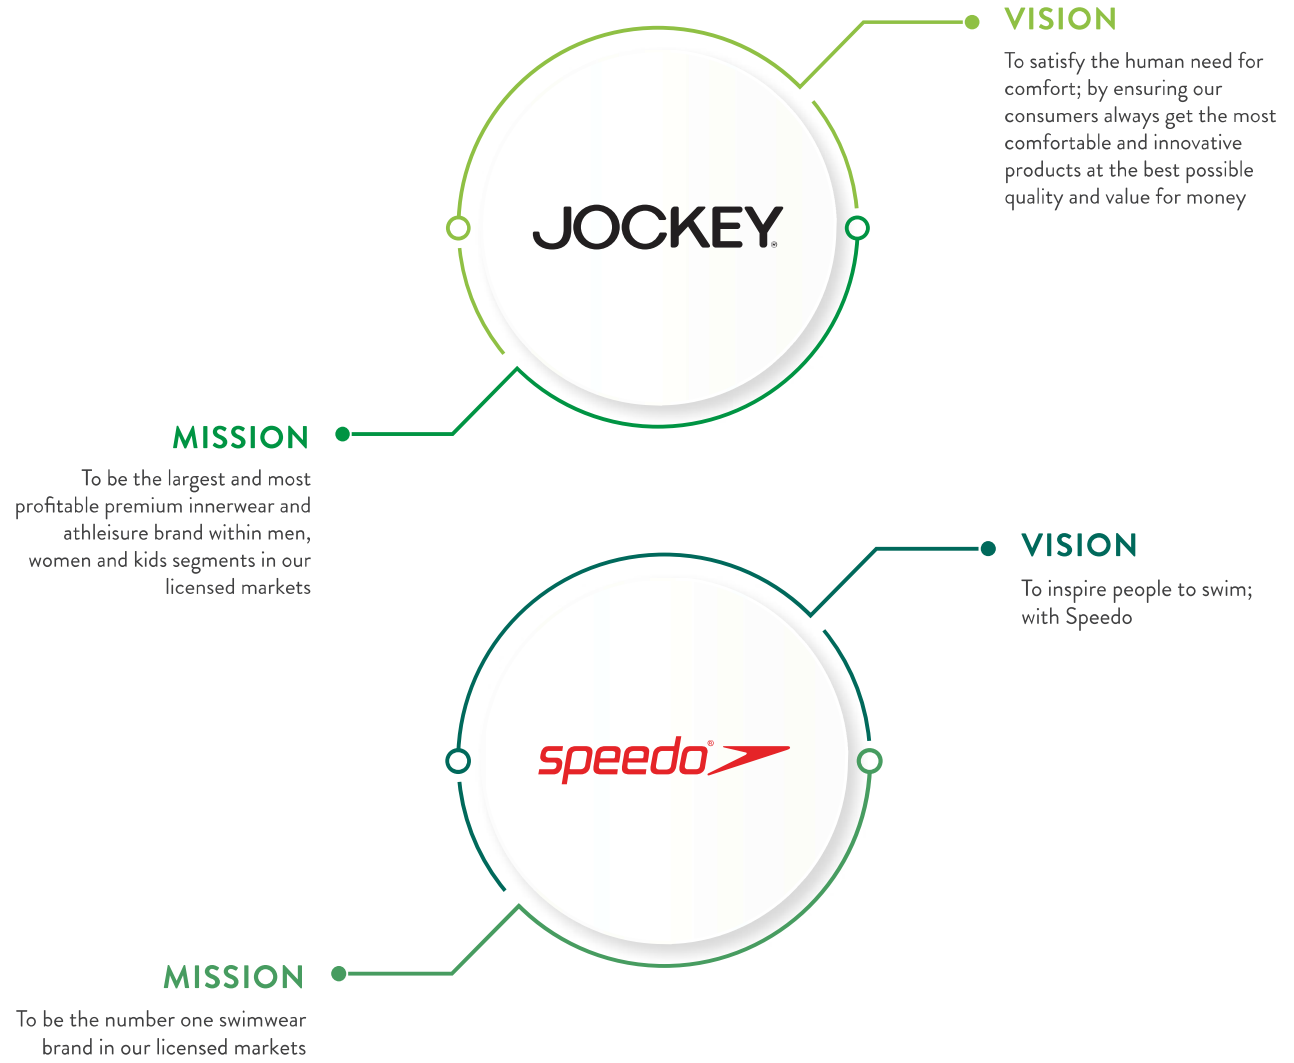 VISION
To satisfy the human need for
comfort; by ensuring our
consumers always get the most
comfortable and innovative
products at the best possible
quality and value for money
JOCKEY®
MISSION
To be the largest and most
profitable premium innerwear and
athleisure brand within men,
women and kids segments in our
licensed markets
VISION
To inspire people to swim;
with Speedo
speedo®
MISSION
To be the number one swimwear
brand in our licensed markets